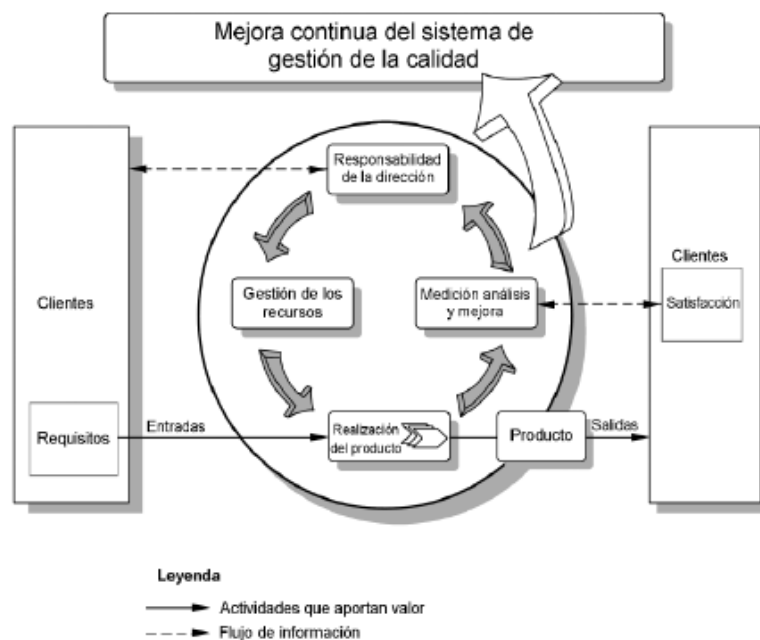 Mejora continua del sistema de
gestión de la calidad
Responsabilidad
de la dirección
Clientes
Gestión de los
recursos
Medición análisis
y mejora
Clientes
Satisfacción
Requisitos
Entradas
Realización
del producto
Producto
Salidas
Leyenda
Actividades que aportan valor
Flujo de información